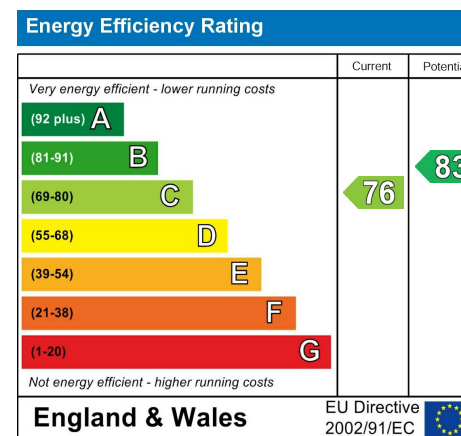 Energy Efficiency Rating
Current
Very energy efficient - lower running costs
(92 plus) A
(81-91) B
83
(69-80) C
76
(55-68) D
(39-54) E
(21-38) F
(1-20) G
Not energy efficient - higher running costs
England & Wales
EU Directive
2002/91/EC